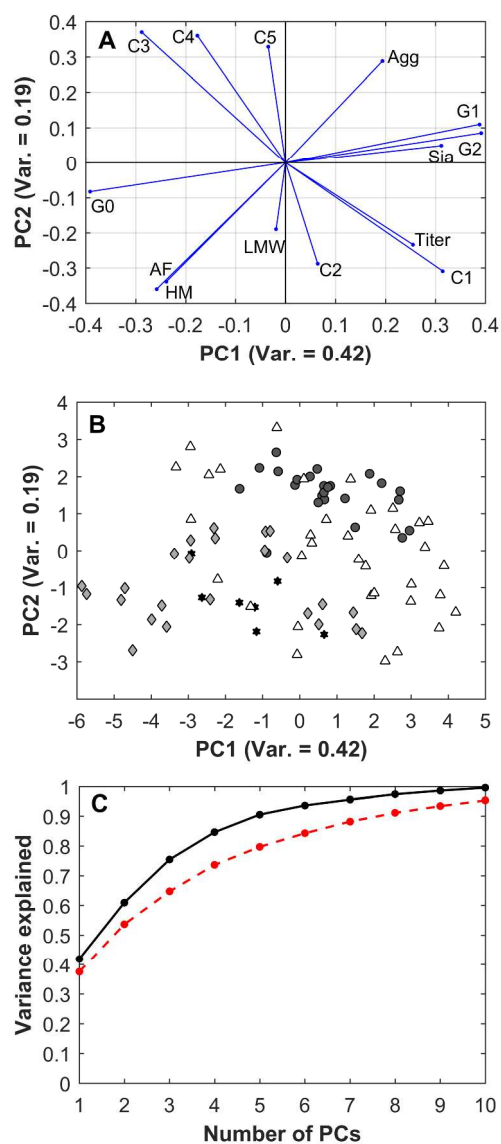 A
0.4
0.3
0.2
0.1
0
-0.1
-0.2
-0.3
-0.4
PC2 (Var. = 0.19)
C3
C4
C5
Agg
G1
G2
Sia
G0
AF
HM
LMW
C2
Titer
C1
-0.4 -0.3 -0.2 -0.1 0 0.1 0.2 0.3 0.4
PC1 (Var. = 0.42)
B
4
3
2
1
0
-1
-2
-3
PC2 (Var. = 0.19)
-6 -5 -4 -3 -2 -1 0 1 2 3 4 5
PC1 (Var. = 0.42)
C
1
0.9
0.8
0.7
0.6
0.5
0.4
0.3
0.2
0.1
0
Variance explained
1 2 3 4 5 6 7 8 9 10
Number of PCs